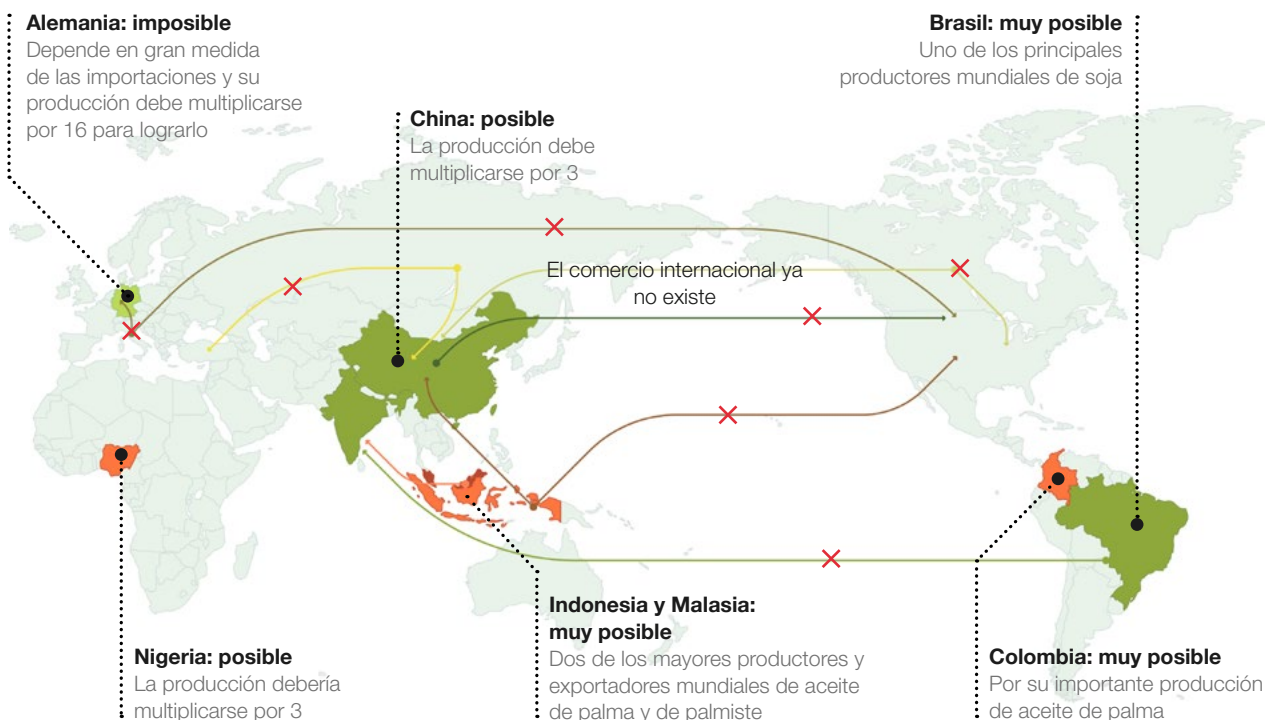 Alemania: imposible
Depende en gran medida
de las importaciones y su
producción debe multiplicarse
por 16 para lograrlo
Brasil: muy posible
Uno de los principales
productores mundiales de soja
China: posible
La producción debe
multiplicarse por 3
El comercio internacional ya
no existe
Nigeria: posible
La producción debería
multiplicarse por 3
Indonesia y Malasia:
muy posible
Dos de los mayores productores y
exportadores mundiales de aceite
de palma y de palmiste
Colombia: muy posible
Por su importante producción
de aceite de palma